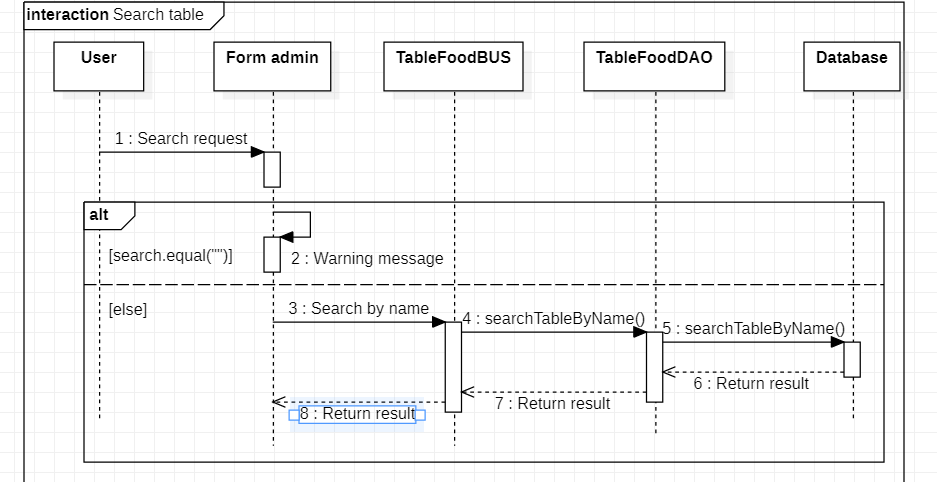 interaction Search table
User
Form admin
TableFoodBUS
TableFoodDAO
Database
1 : Search request
alt
[search.equal("")]
2 : Warning message
[else]
3 : Search by name
4 : searchTableByName()
5 : searchTableByName()
6 : Return result
7 : Return result
8 : Return result